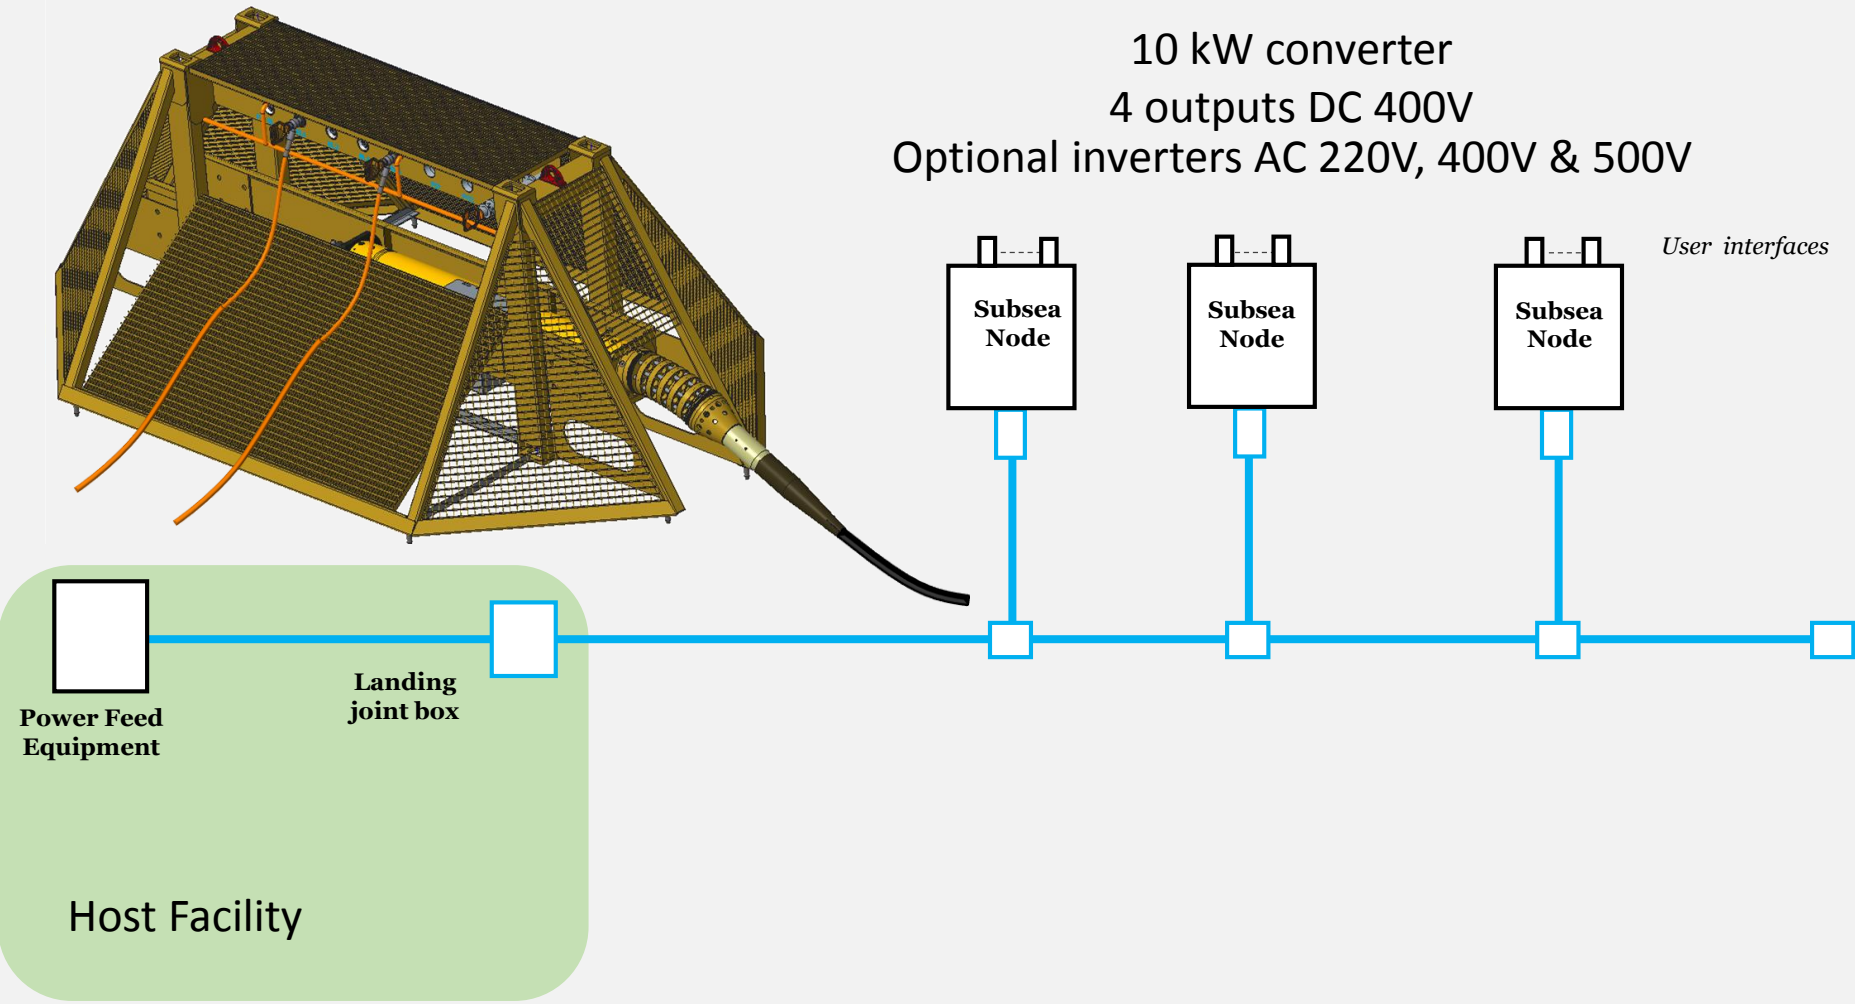 10 kW converter
4 outputs DC 400V
Optional inverters AC 220V, 400V & 500V
User interfaces
Subsea
Node
Subsea
Node
Subsea
Node
Landing
joint box
Power Feed
Equipment
Host Facility